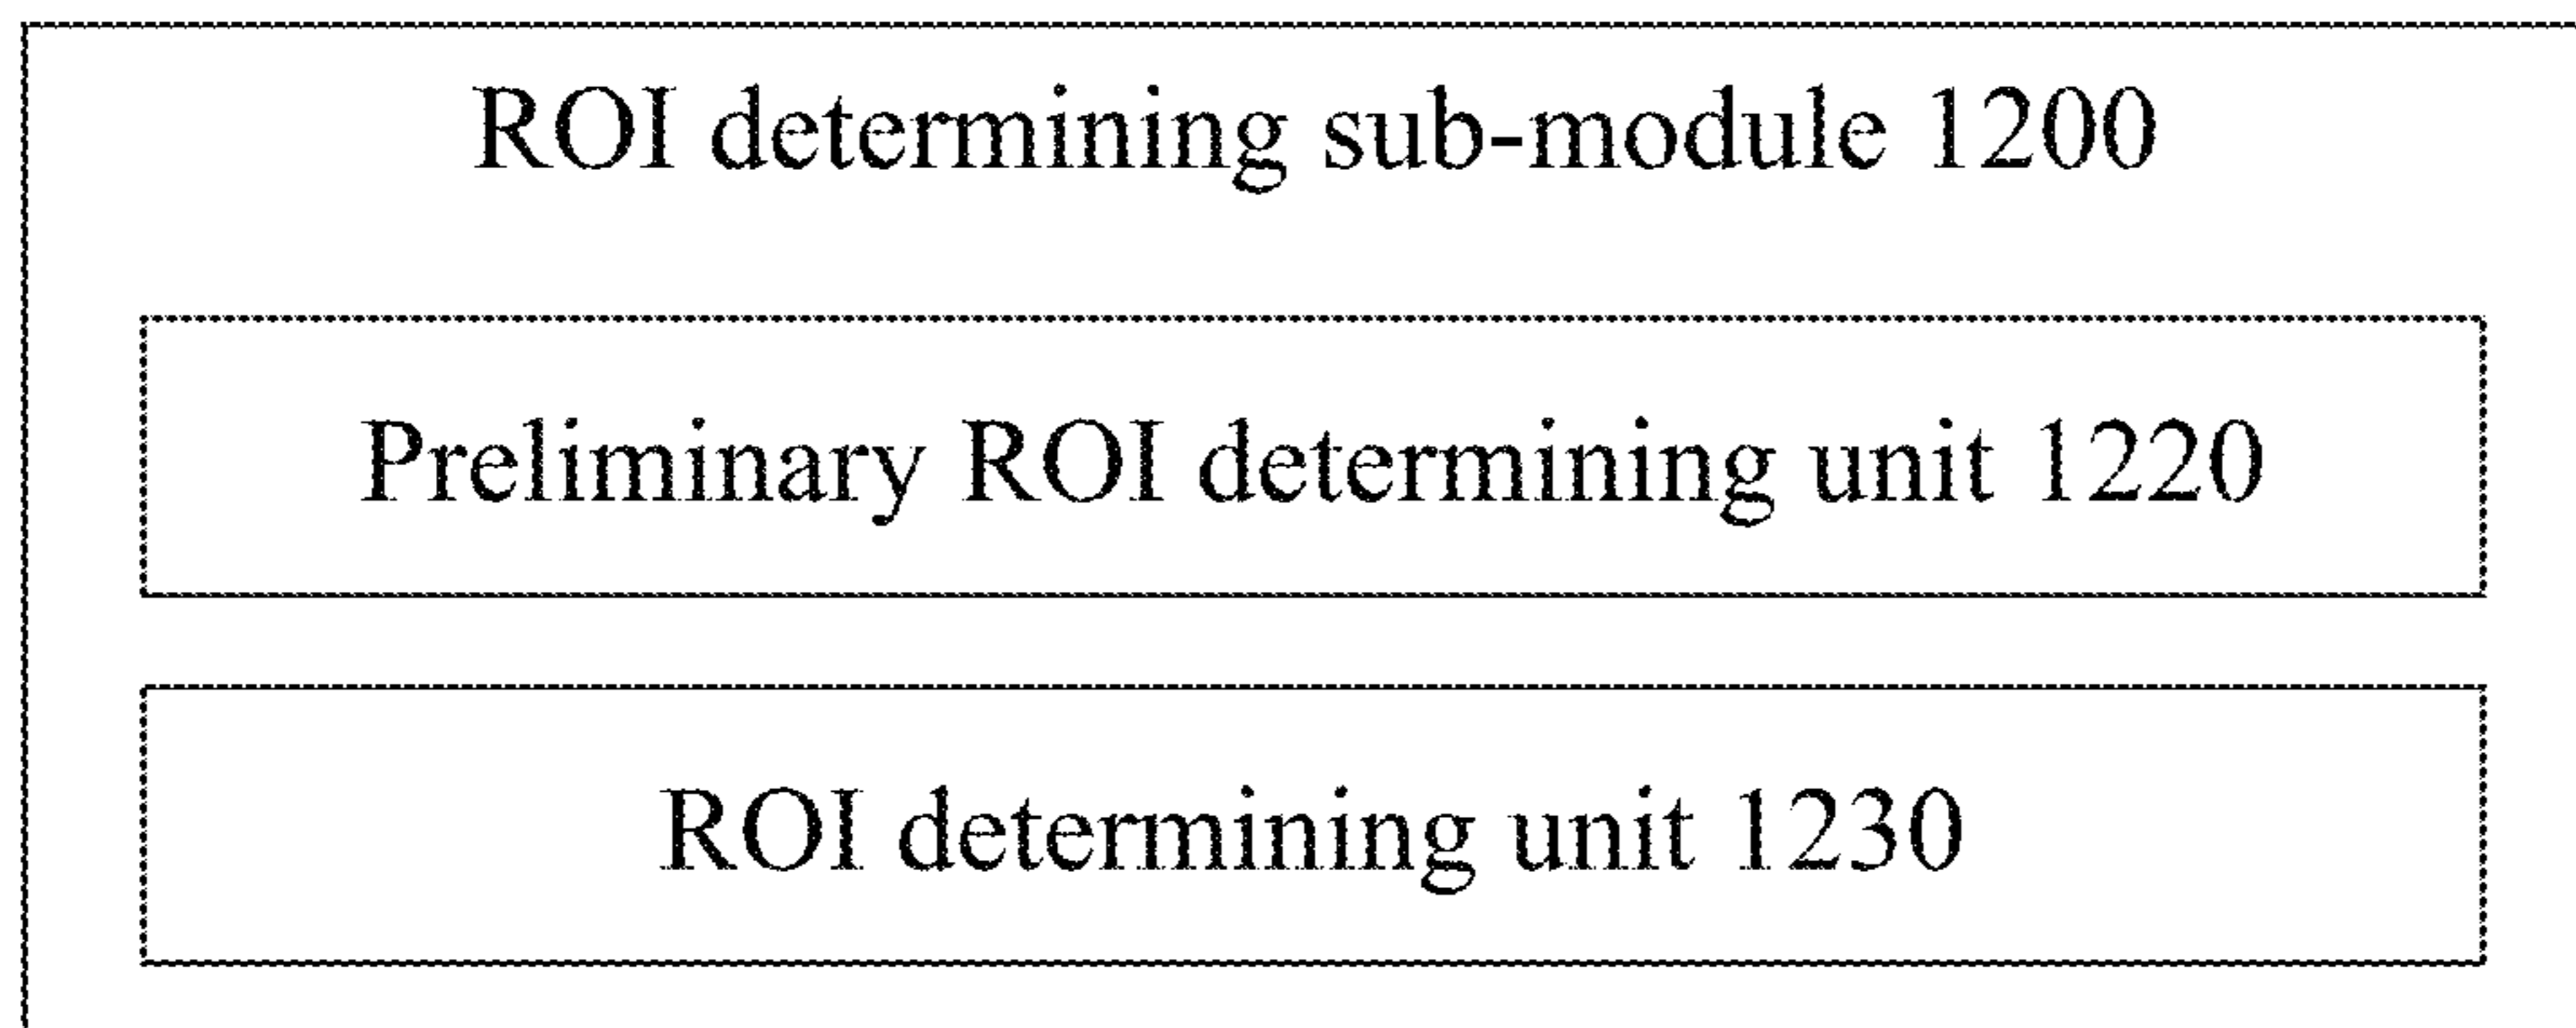 ROI determining sub-module 1200
Preliminary ROI determining unit 1220
ROI determining unit 1230